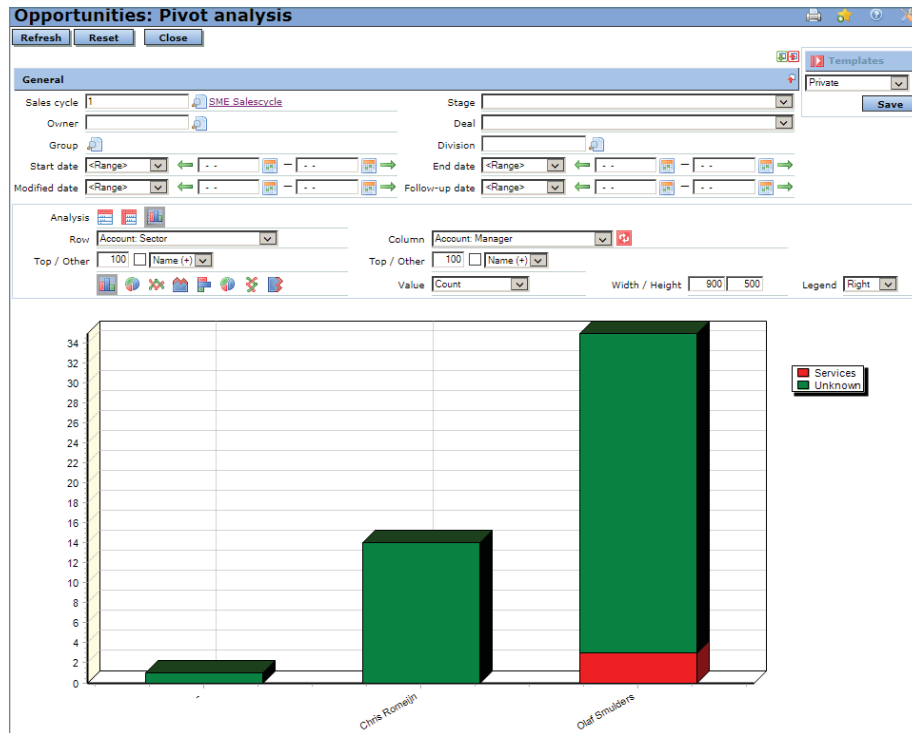 Opportunities: Pivot analysis
Refresh Reset Close
Templates
General
Private
Sales cycle 1 SME Salescycle Stage
Save
Owner Deal
Group Division
Start date <Range> - - – - - End date <Range> - - – - -
Modified date <Range> - - – - - Follow-up date <Range> - - – - -
Analysis
Row Account: Sector Column Account: Manager
Top / Other 100 Name (+) Top / Other 100 Name (+)
Value Count Width / Height 900 500 Legend Right
34
32
30
28
26
24
22
20
18
16
14
12
10
8
6
4
2
0
Services
Unknown
-
Chris Romeijn
Olaf Smulders